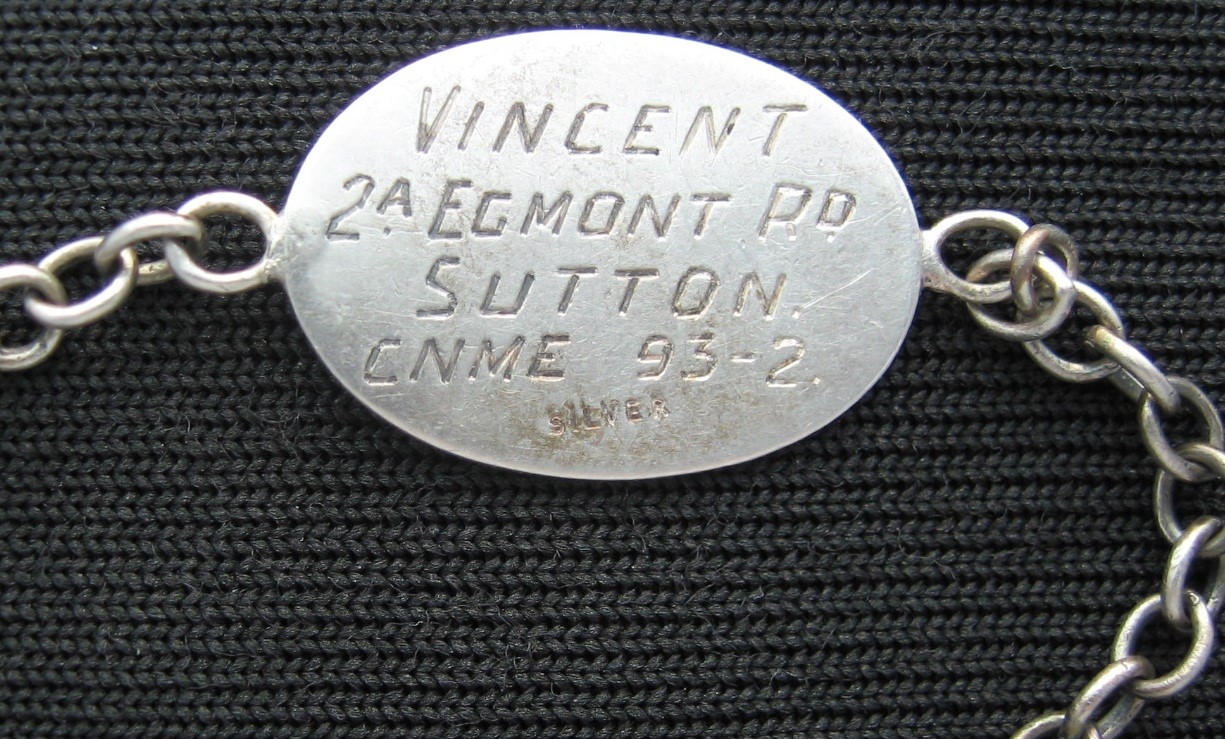 VINCENT
2A. EGMONT RD.
SUTTON.
CNME 93-2.
SILVER